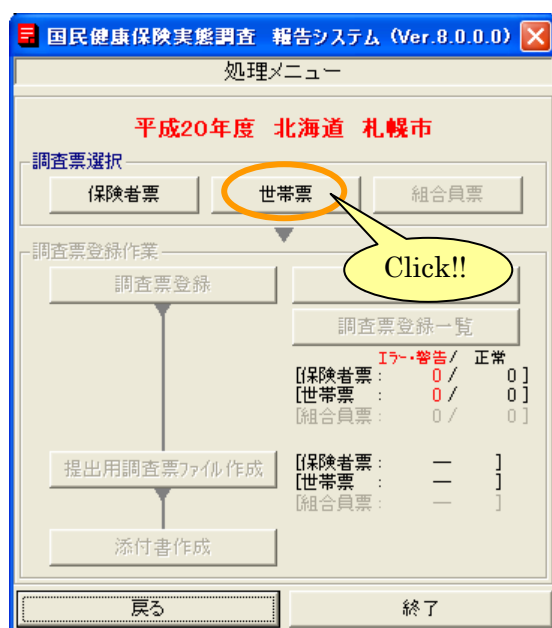 国民健康保険実態調査 報告システム (Ver.8.0.0.0)
処理メニュー
平成20年度 北海道 札幌市
調査票選択
保険者票 世帯票 組合員票
Click!!
調査票登録作業
調査票登録
調査票登録一覧
エラー・警告/ 正常
[保険者票: 0/ 0]
[世帯票 : 0/ 0]
[組合員票: 0/ 0]
提出用調査票ファイル作成
[保険者票: ― ]
[世帯票 : ― ]
[組合員票: ― ]
添付書作成
戻る 終了